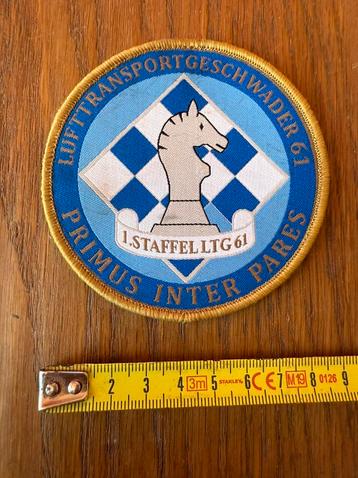 LUFTTRANSPORTGESCHWADER 61
1.STAFFEL LTG 61
PRIMUS INTER PARES
2 3 4 3m STANLEY 6 CE 7 M19 8 0126 9